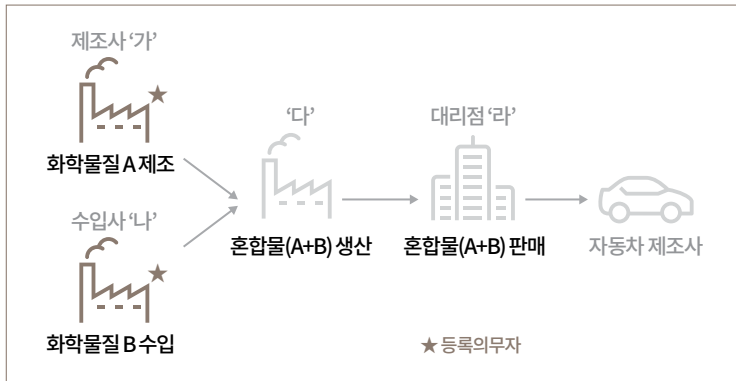 제조사 ‘가’
화학물질 A 제조
수입사 ‘나’
화학물질 B 수입
‘다’
혼합물(A+B) 생산
대리점 ‘라’
혼합물(A+B) 판매
자동차 제조사
★ 등록의무자